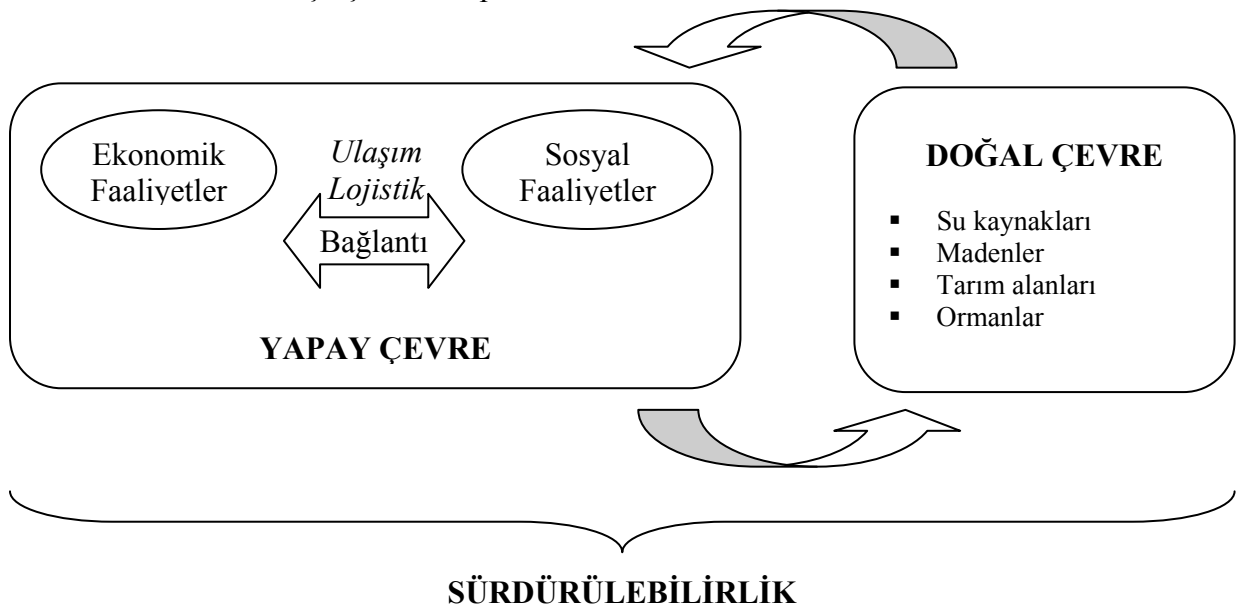 Ekonomik
Faaliyetler
Ulaşım
Lojistik
Bağlantı
Sosyal
Faaliyetler
YAPAY ÇEVRE
DOĞAL ÇEVRE
▪ Su kaynakları
▪ Madenler
▪ Tarım alanları
▪ Ormanlar
SÜRDÜRÜLEBİLİRLİK